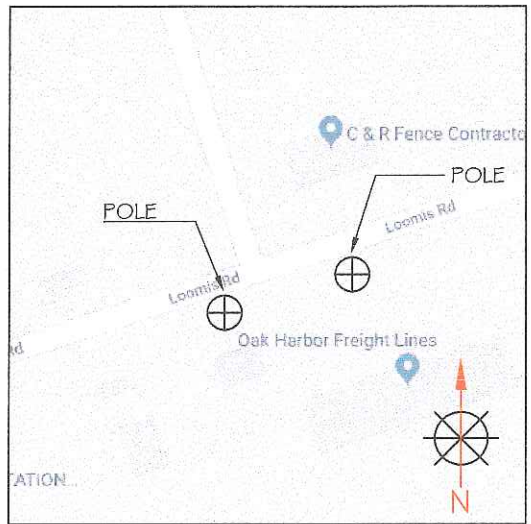 C & R Fence Contracto
POLE
POLE
Loomis Rd
Loomis Rd
Rd
Oak Harbor Freight Lines
TATION...
N